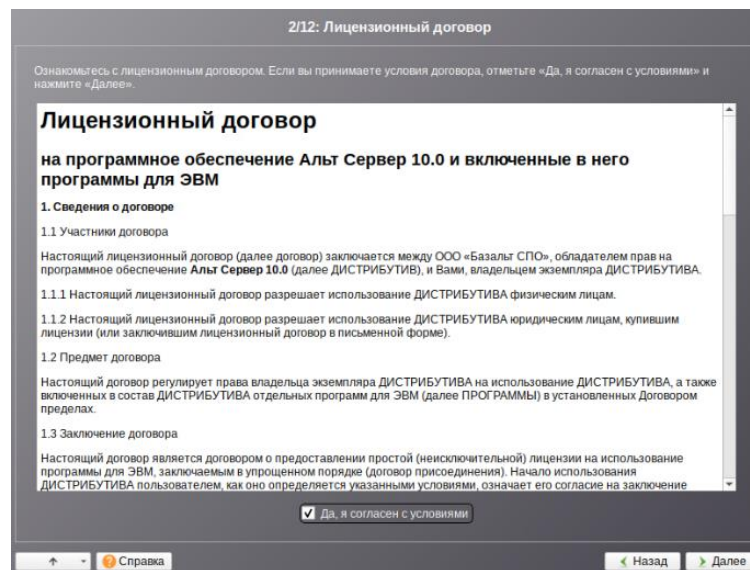 2/12: Лицензионный договор
Ознакомьтесь с лицензионным договором. Если вы принимаете условия договора, отметьте «Да, я согласен с условиями» и
нажмите «Далее».
Лицензионный договор
на программное обеспечение Альт Сервер 10.0 и включенные в него
программы для ЭВМ
1. Сведения о договоре
1.1 Участники договора
Настоящий лицензионный договор (далее договор) заключается между ООО «Базальт СПО», обладателем прав на
программное обеспечение Альт Сервер 10.0 (далее ДИСТРИБУТИВ), и Вами, владельцем экземпляра ДИСТРИБУТИВА.
1.1.1 Настоящий лицензионный договор разрешает использование ДИСТРИБУТИВА физическим лицам.
1.1.2 Настоящий лицензионный договор разрешает использование ДИСТРИБУТИВА юридическим лицам, купившим
лицензии (или заключившим лицензионный договор в письменной форме).
1.2 Предмет договора
Настоящий договор регулирует права владельца экземпляра ДИСТРИБУТИВА на использование ДИСТРИБУТИВА, а также
включенных в состав ДИСТРИБУТИВА отдельных программ для ЭВМ (далее ПРОГРАММЫ) в установленных Договором
пределах.
1.3 Заключение договора
Настоящий договор является договором о предоставлении простой (неисключительной) лицензии на использование
программы для ЭВМ, заключаемым в упрощенном порядке (договор присоединения). Начало использования
ДИСТРИБУТИВА пользователем, как оно определяется указанными условиями, означает его согласие на заключение
Да, я согласен с условиями
Справка
Назад
Далее